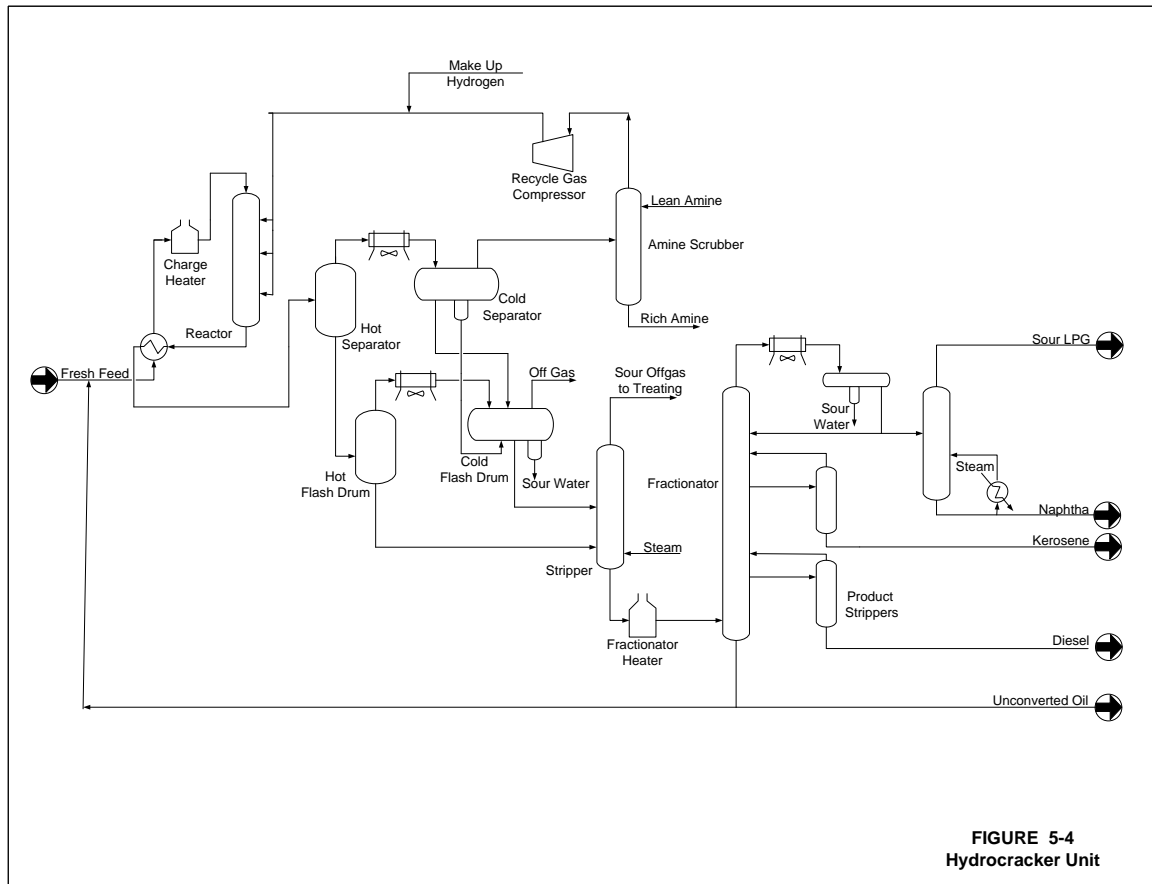 Make Up
Hydrogen
Recycle Gas
Compressor
Lean Amine
Amine Scrubber
Rich Amine
Charge
Heater
Reactor
Hot
Separator
Cold
Separator
Fresh Feed
Off Gas
Sour Offgas
to Treating
Sour LPG
Sour
Water
Hot
Flash Drum
Cold
Flash Drum
Sour Water
Fractionator
Steam
Naphtha
Kerosene
Steam
Stripper
Product
Strippers
Fractionator
Heater
Diesel
Unconverted Oil
FIGURE 5-4
Hydrocracker Unit